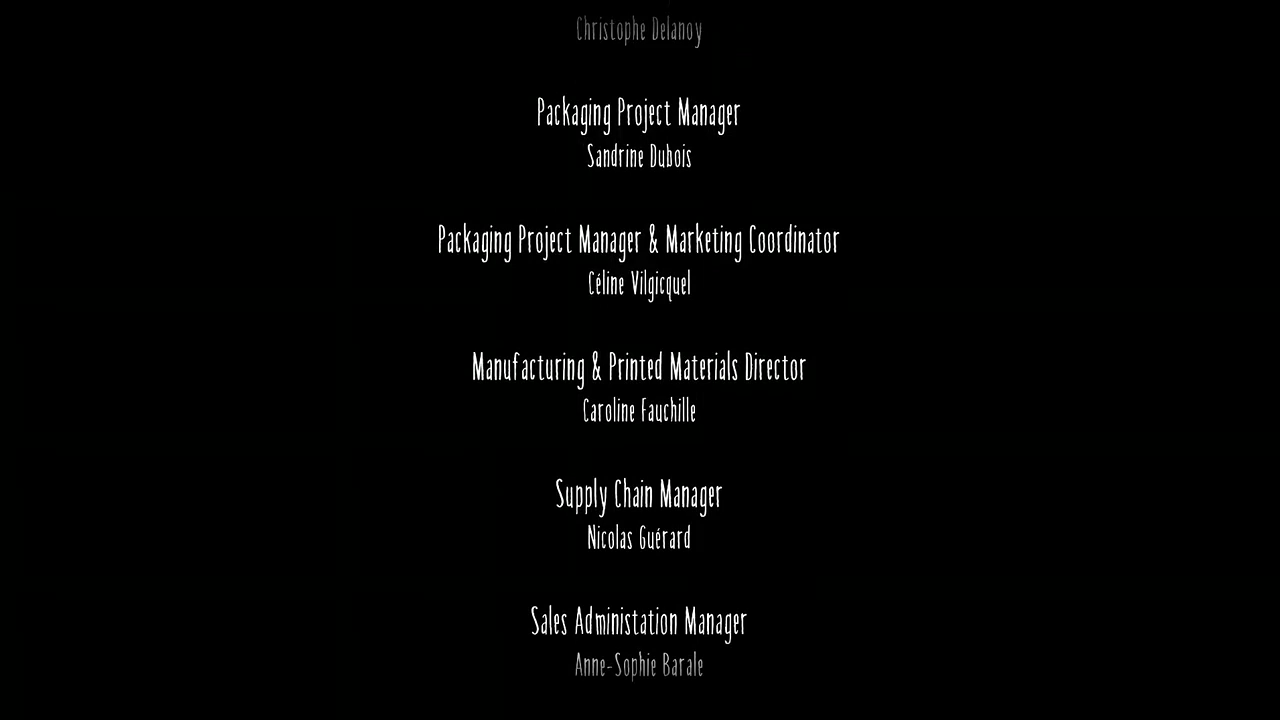 Christophe Delanoy
Packaging Project Manager
Sandrine Dubois
Packaging Project Manager & Marketing Coordinator
Céline Vilgicquel
Manufacturing & Printed Materials Director
Caroline Fauchille
Supply Chain Manager
Nicolas Guérard
Sales Administation Manager
Anne-Sophie Barale